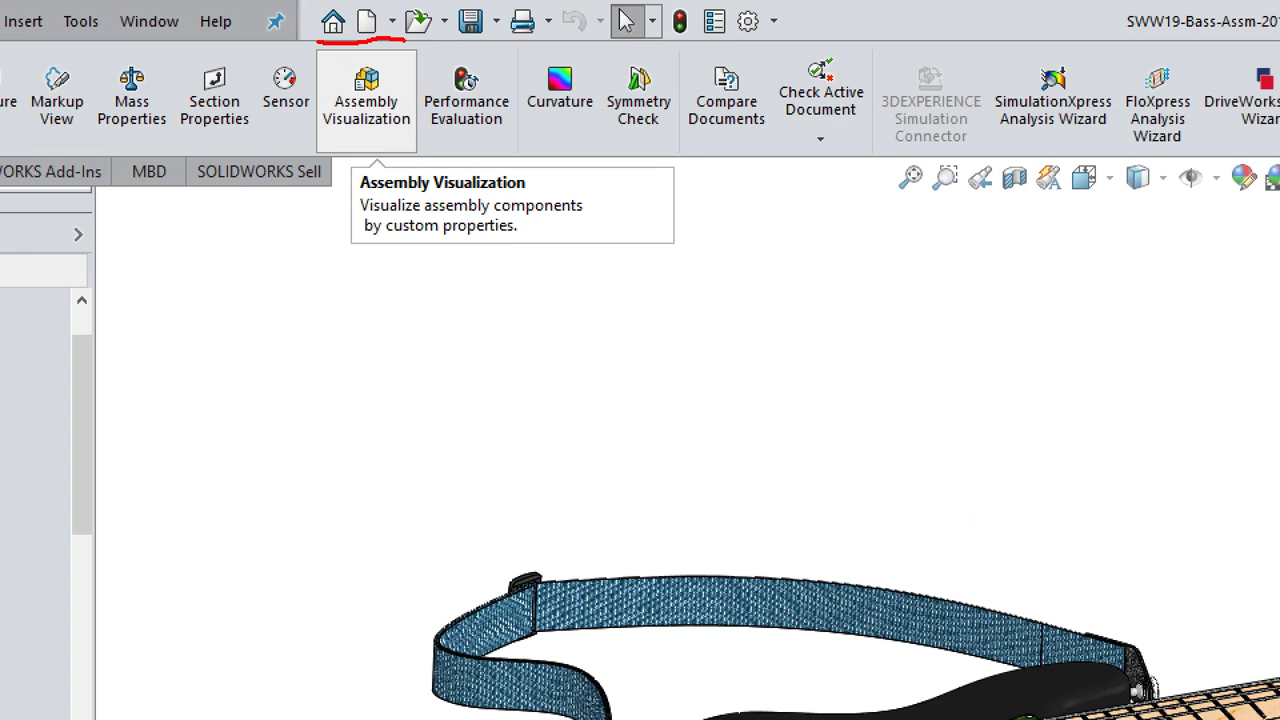 Insert Tools Window Help SWW19-Bass-Assm-20
Markup View
Mass Properties
Section Properties
Sensor
Assembly Visualization
Performance Evaluation
Curvature
Symmetry Check
Compare Documents
Check Active Document
3DEXPERIENCE Simulation Connector
SimulationXpress Analysis Wizard
FloXpress Analysis Wizard
DriveWorks Wizar
ORKS Add-Ins MBD SOLIDWORKS Sell
Assembly Visualization
Visualize assembly components
by custom properties.